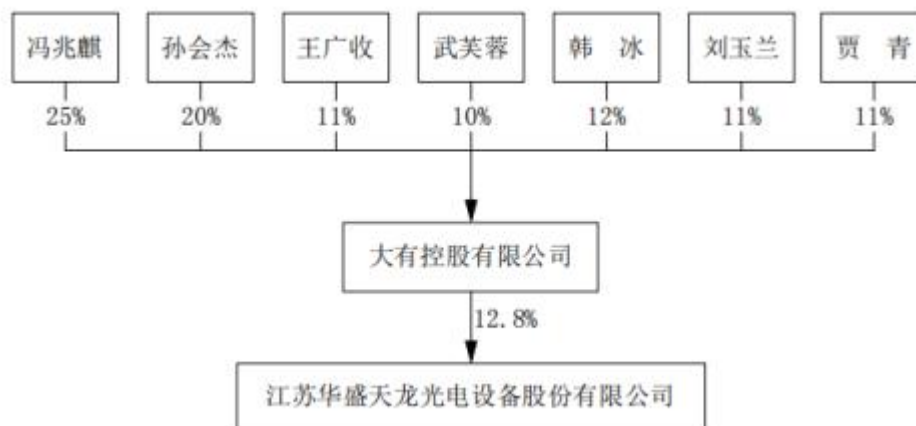 冯兆麒 孙会杰 王广收 武芙蓉 韩 冰 刘玉兰 贾 青
25% 20% 11% 10% 12% 11% 11%
大有控股有限公司
12.8%
江苏华盛天龙光电设备股份有限公司